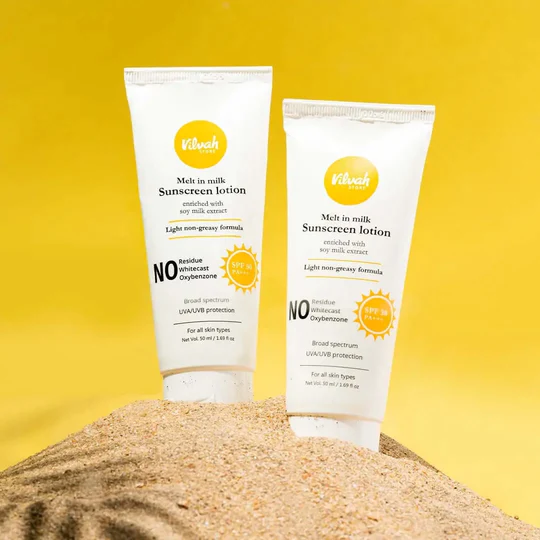 Vilvah
STORE
Melt in milk
Sunscreen lotion
enriched with
soy milk extract
Light non-greasy formula
NO
Residue
Whitecast
Oxybenzone
SPF 50
PA+++
Broad spectrum
UVA/UVB protection
For all skin types
Net Vol. 50 ml / 1.69 fl oz
Vilvah
STORE
Melt in milk
Sunscreen lotion
enriched with
soy milk extract
Light non-greasy formula
NO
Residue
Whitecast
Oxybenzone
SPF 50
PA+++
Broad spectrum
UVA/UVB protection
For all skin types
Net Vol. 50 ml / 1.69 fl oz